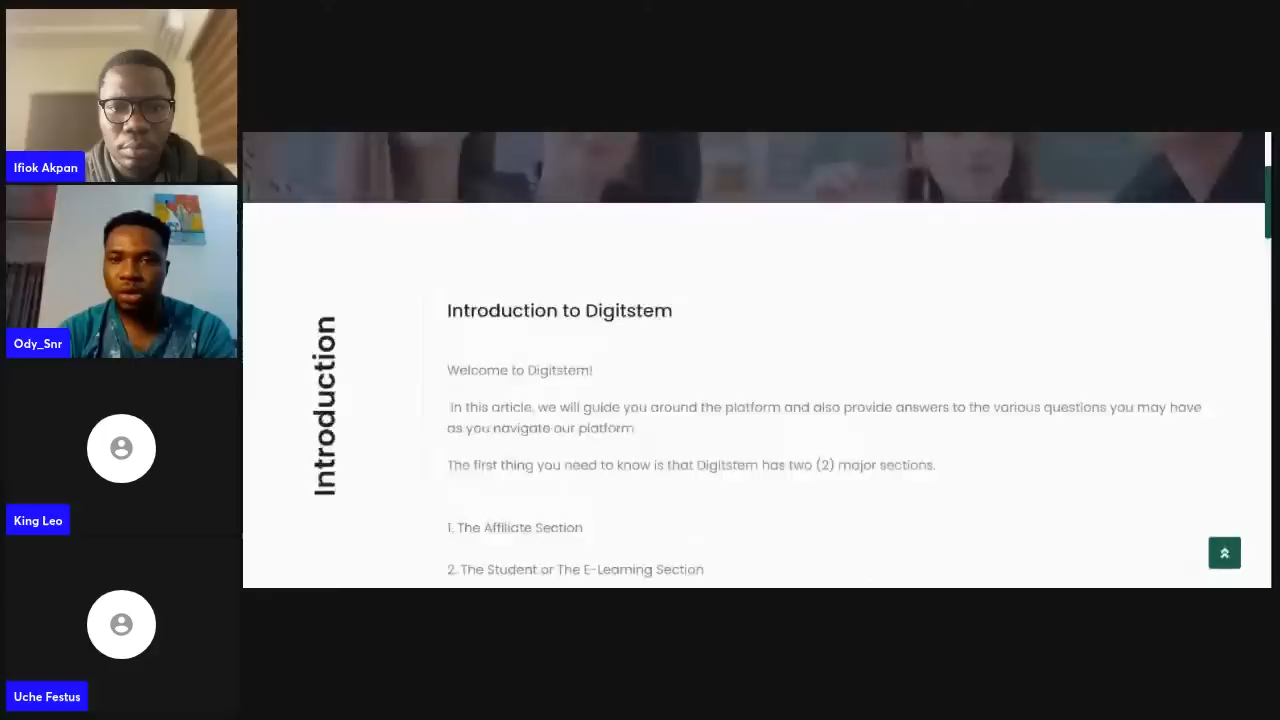 Ifiok Akpan
Ody_Snr
King Leo
Uche Festus
Introduction
Introduction to Digitstem
Welcome to Digitstem!
In this article, we will guide you around the platform and also provide answers to the various questions you may have
as you navigate our platform
The first thing you need to know is that Digitstem has two (2) major sections.
1. The Affiliate Section
2. The Student or The E-Learning Section